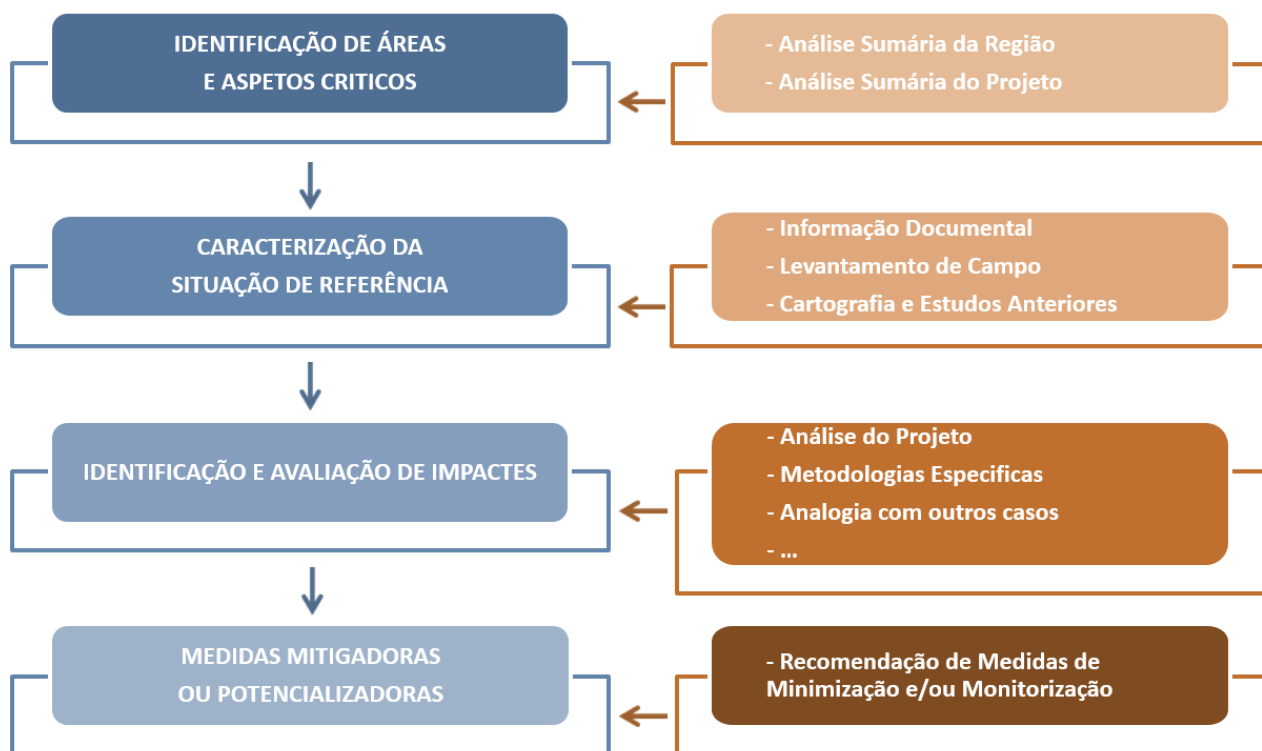 IDENTIFICAÇÃO DE ÁREAS
E ASPETOS CRITICOS
- Análise Sumária da Região
- Análise Sumária do Projeto
CARACTERIZAÇÃO DA
SITUAÇÃO DE REFERÊNCIA
- Informação Documental
- Levantamento de Campo
- Cartografia e Estudos Anteriores
IDENTIFICAÇÃO E AVALIAÇÃO DE IMPACTES
- Análise do Projeto
- Metodologias Especificas
- Analogia com outros casos
- ...
MEDIDAS MITIGADORAS
OU POTENCIALIZADORAS
- Recomendação de Medidas de
Minimização e/ou Monitorização